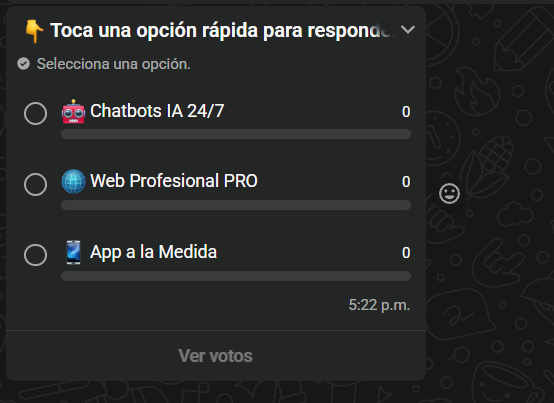 👇 Toca una opción rápida para responde
Selecciona una opción.
🤖 Chatbots IA 24/7 0
🌐 Web Profesional PRO 0
📱 App a la Medida 0
5:22 p.m.
Ver votos